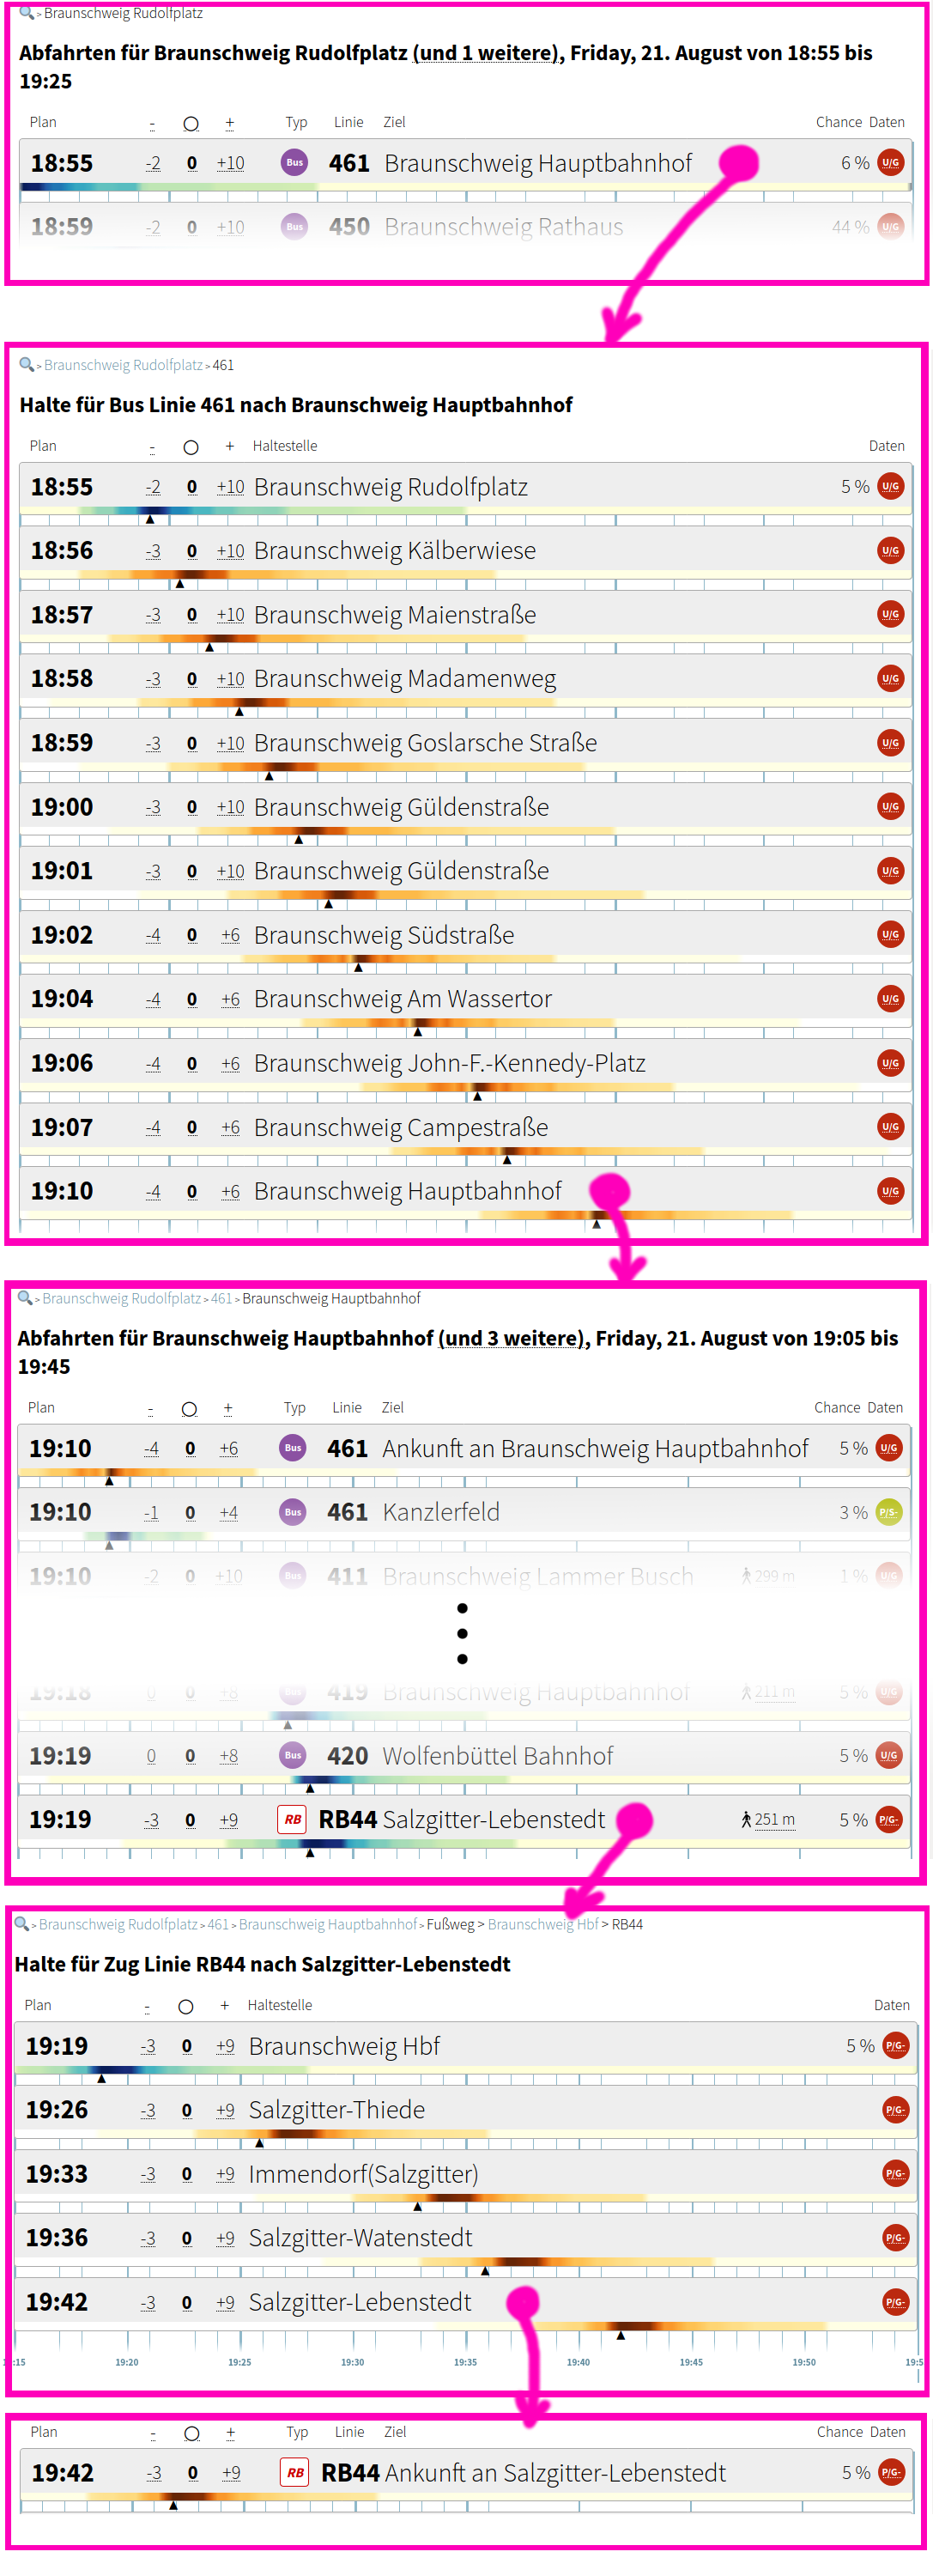 > Braunschweig Rudolfplatz
Abfahrten für Braunschweig Rudolfplatz (und 1 weitere), Friday, 21. August von 18:55 bis
19:25
Plan - ○ + Typ Linie Ziel Chance Daten
18:55 -2 0 +10 Bus 461 Braunschweig Hauptbahnhof 6 % U/G
18:59 -2 0 +10 Bus 450 Braunschweig Rathaus 44 % U/G
> Braunschweig Rudolfplatz > 461
Halte für Bus Linie 461 nach Braunschweig Hauptbahnhof
Plan - ○ + Haltestelle Daten
18:55 -2 0 +10 Braunschweig Rudolfplatz 5 % U/G
18:56 -3 0 +10 Braunschweig Kälberwiese U/G
18:57 -3 0 +10 Braunschweig Maienstraße U/G
18:58 -3 0 +10 Braunschweig Madamenweg U/G
18:59 -3 0 +10 Braunschweig Goslarsche Straße U/G
19:00 -3 0 +10 Braunschweig Güldenstraße U/G
19:01 -3 0 +10 Braunschweig Güldenstraße U/G
19:02 -4 0 +6 Braunschweig Südstraße U/G
19:04 -4 0 +6 Braunschweig Am Wassertor U/G
19:06 -4 0 +6 Braunschweig John-F.-Kennedy-Platz U/G
19:07 -4 0 +6 Braunschweig Campestraße U/G
19:10 -4 0 +6 Braunschweig Hauptbahnhof U/G
> Braunschweig Rudolfplatz > 461 > Braunschweig Hauptbahnhof
Abfahrten für Braunschweig Hauptbahnhof (und 3 weitere), Friday, 21. August von 19:05 bis
19:45
Plan - ○ + Typ Linie Ziel Chance Daten
19:10 -4 0 +6 Bus 461 Ankunft an Braunschweig Hauptbahnhof 5 % U/G
19:10 -1 0 +4 Bus 461 Kanzlerfeld 3 % P/S-
19:10 -2 0 +10 Bus 411 Braunschweig Lammer Busch 299 m 1 % U/G
19:18 0 0 +8 Bus 419 Braunschweig Hauptbahnhof 211 m 5 % U/G
19:19 0 0 +8 Bus 420 Wolfenbüttel Bahnhof 5 % U/G
19:19 -3 0 +9 RB RB44 Salzgitter-Lebenstedt 251 m 5 % P/G-
> Braunschweig Rudolfplatz > 461 > Braunschweig Hauptbahnhof > Fußweg > Braunschweig Hbf > RB44
Halte für Zug Linie RB44 nach Salzgitter-Lebenstedt
Plan - ○ + Haltestelle Daten
19:19 -3 0 +9 Braunschweig Hbf 5 % P/G-
19:26 -3 0 +9 Salzgitter-Thiede P/G-
19:33 -3 0 +9 Immendorf(Salzgitter) P/G-
19:36 -3 0 +9 Salzgitter-Watenstedt P/G-
19:42 -3 0 +9 Salzgitter-Lebenstedt P/G-
:15 19:20 19:25 19:30 19:35 19:40 19:45 19:50 19:5
Plan - ○ + Typ Linie Ziel Chance Daten
19:42 -3 0 +9 RB RB44 Ankunft an Salzgitter-Lebenstedt 5 % P/G-